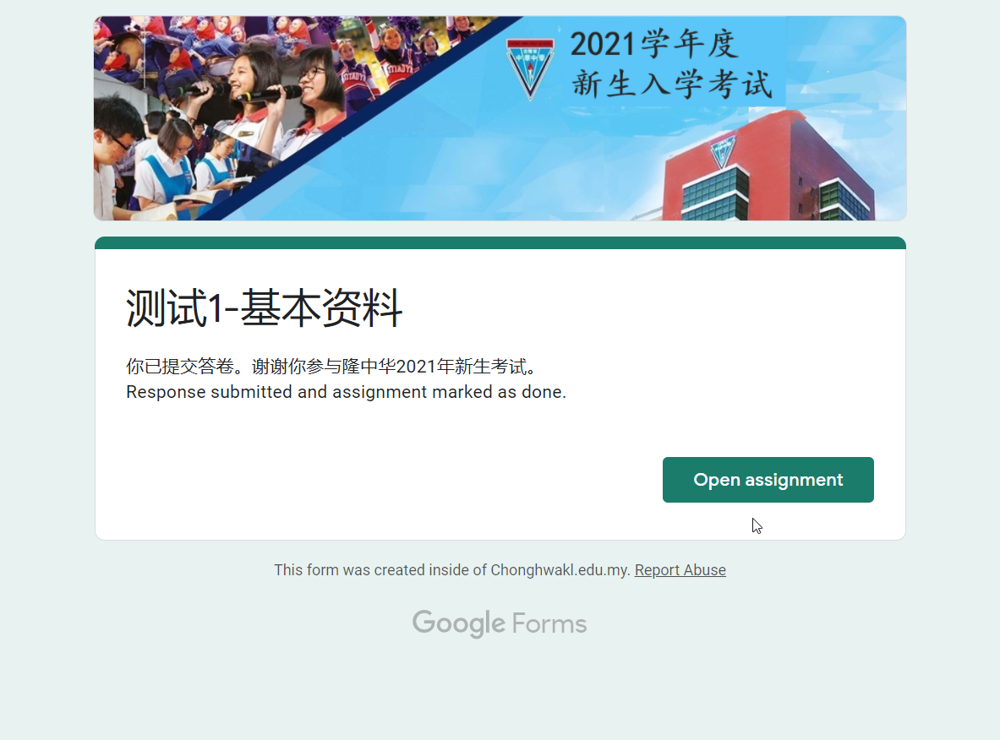 2021学年度
新生入学考试
测试1-基本资料
你已提交答卷。谢谢你参与隆中华2021年新生考试。
Response submitted and assignment marked as done.
Open assignment
This form was created inside of Chonghwakl.edu.my. Report Abuse
Google Forms